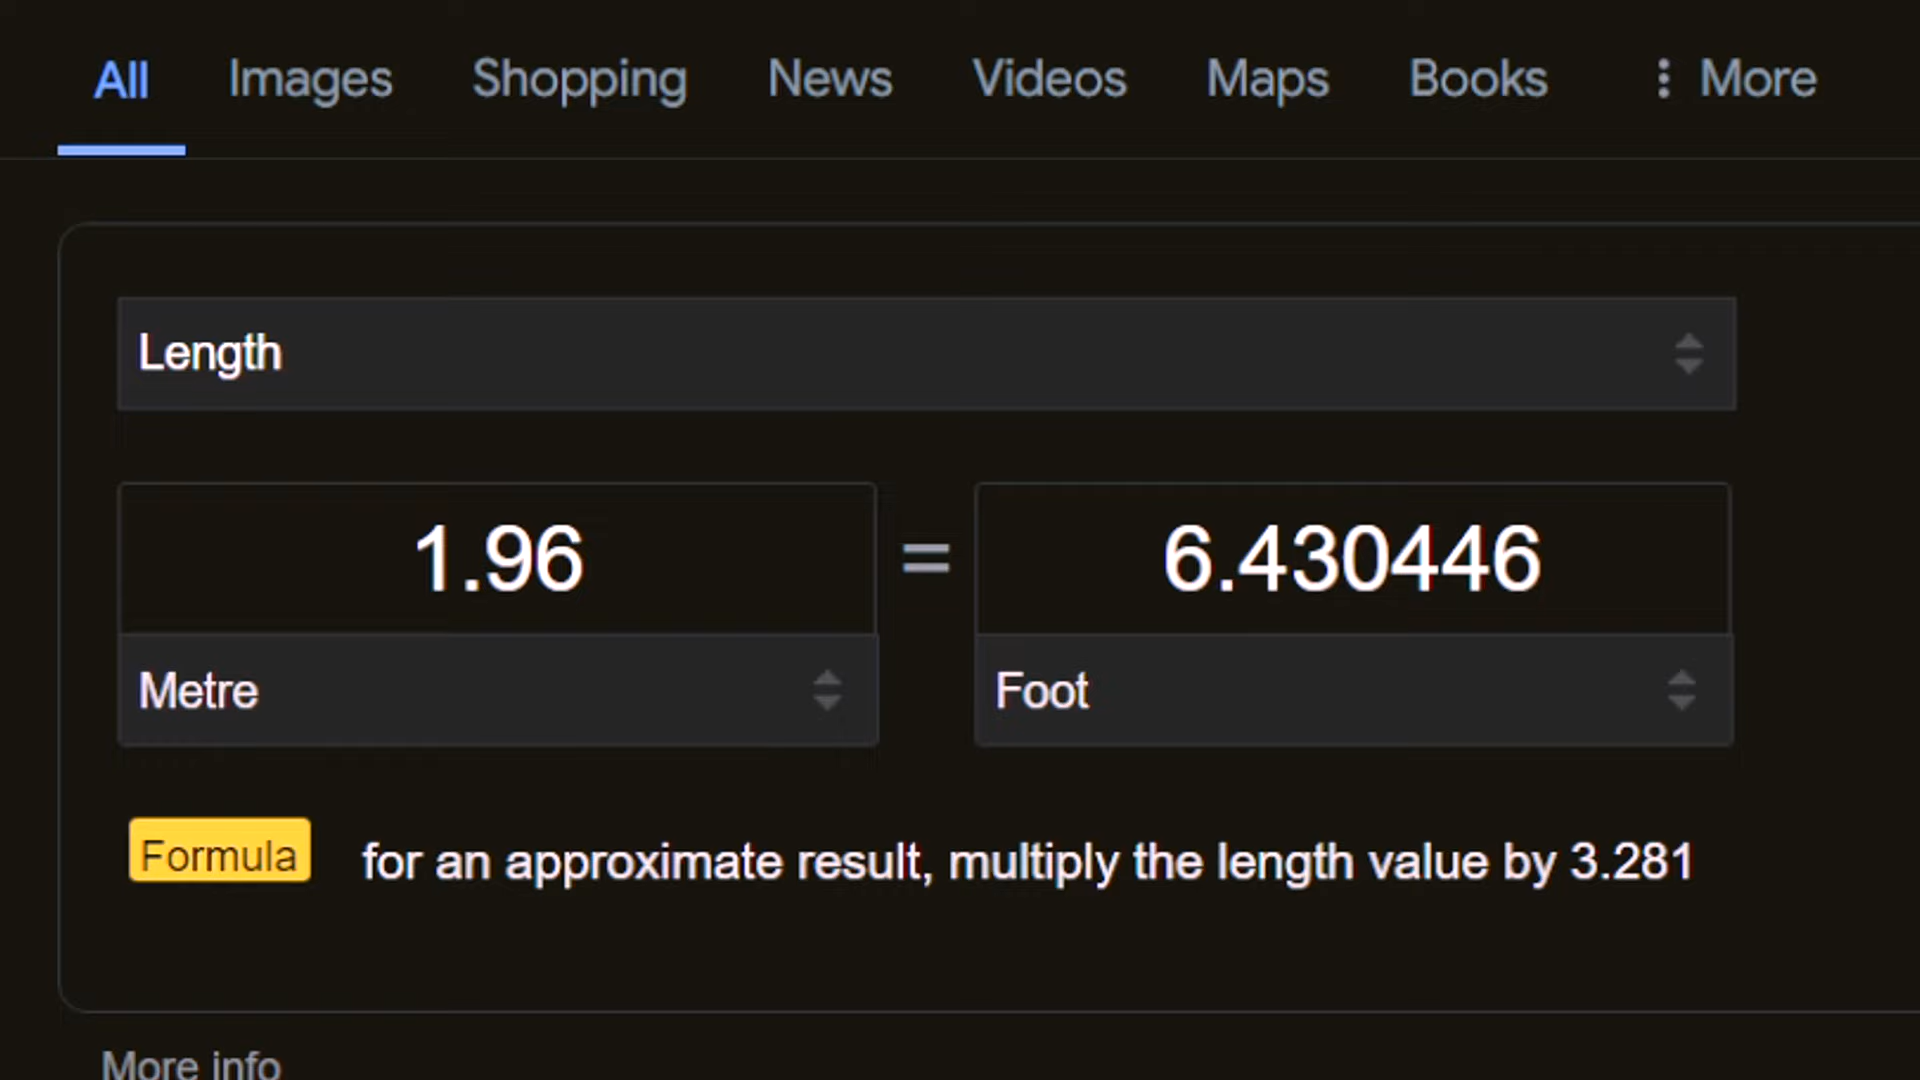 All Images Shopping News Videos Maps Books More
Length
1.96 = 6.430446
Metre Foot
Formula for an approximate result, multiply the length value by 3.281
More info